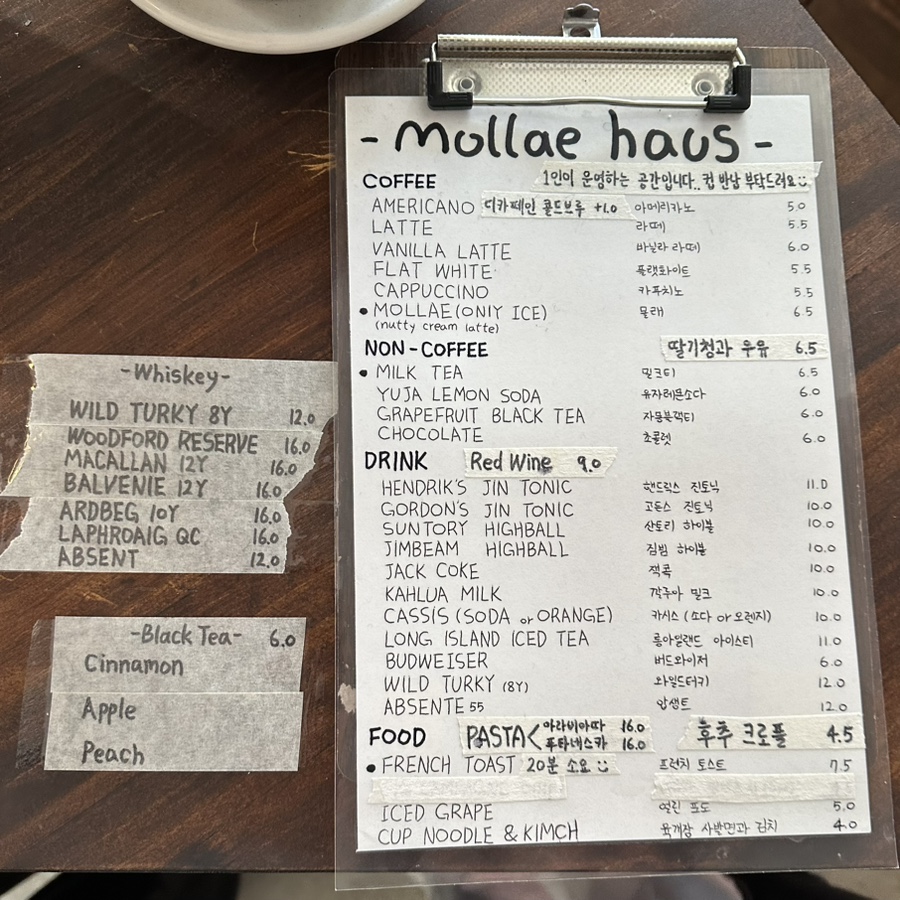 - mollae haus -
COFFEE 1인이 운영하는 공간입니다.. 컵 반납 부탁드려요
AMERICANO 디카페인 콜드브루 +1.0 아메리카노 5.0
LATTE 라떼 5.5
VANILLA LATTE 바닐라 라떼 6.0
FLAT WHITE 플랫화이트 5.5
CAPPUCCINO 카푸치노 5.5
• MOLLAE (ONlY ICE) 몰래 6.5
(nutty cream latte)
NON-COFFEE 딸기청과 우유 6.5
• MILK TEA 밀크티 6.5
YUJA LEMON SODA 유자레몬소다 6.0
GRAPEFRUIT BLACK TEA 자몽블랙티 6.0
CHOCOLATE 초콜렛 6.0
DRINK Red Wine 9.0
HENDRIK'S JIN TONIC 핸드릭스 진토닉 11.0
GORDON'S JIN TONIC 고든스 진토닉 10.0
SUNTORY HIGHBALL 산토리 하이볼 10.0
JIMBEAM HIGHBALL 짐빔 하이볼 10.0
JACK COKE 잭콕 10.0
KAHLUA MILK 깔루아 밀크 10.0
CASSIS (SODA or ORANGE) 카시스 (소다 or 오렌지) 10.0
LONG ISLAND ICED TEA 롱아일랜드 아이스티 11.0
BUDWEISER 버드와이저 6.0
WILD TURKY (8Y) 와일드터키 12.0
ABSENTE 55 압생트 12.0
FOOD PASTA< 아라비아따 16.0
푸타네스카 16.0
후추 크로플 4.5
• FRENCH TOAST 20분 소요 프렌치 토스트 7.5
ICED GRAPE 얼린 포도 5.0
CUP NOODLE & KIMCH 육개장 사발면과 김치 4.0
-Whiskey-
WILD TURKY 8Y 12.0
WOODFORD RESERVE 16.0
MACALLAN 12Y 16.0
BALVENIE 12Y 16.0
ARDBEG 10Y 16.0
LAPHROAIG QC 16.0
ABSENT 12.0
-Black Tea- 6.0
Cinnamon
Apple
Peach